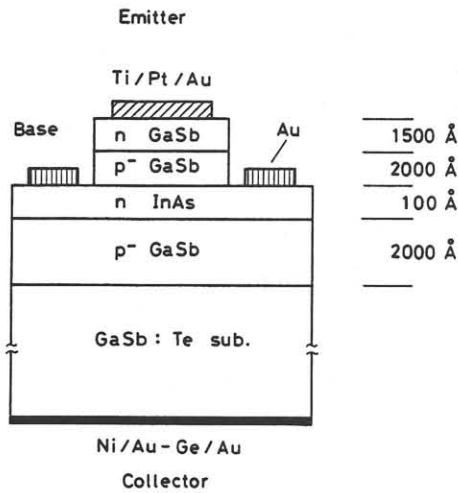 Emitter
Ti/Pt/Au
Base
Au
n GaSb
1500 Å
p⁻ GaSb
2000 Å
n InAs
100 Å
p⁻ GaSb
2000 Å
GaSb : Te sub.
Ni/Au-Ge/Au
Collector